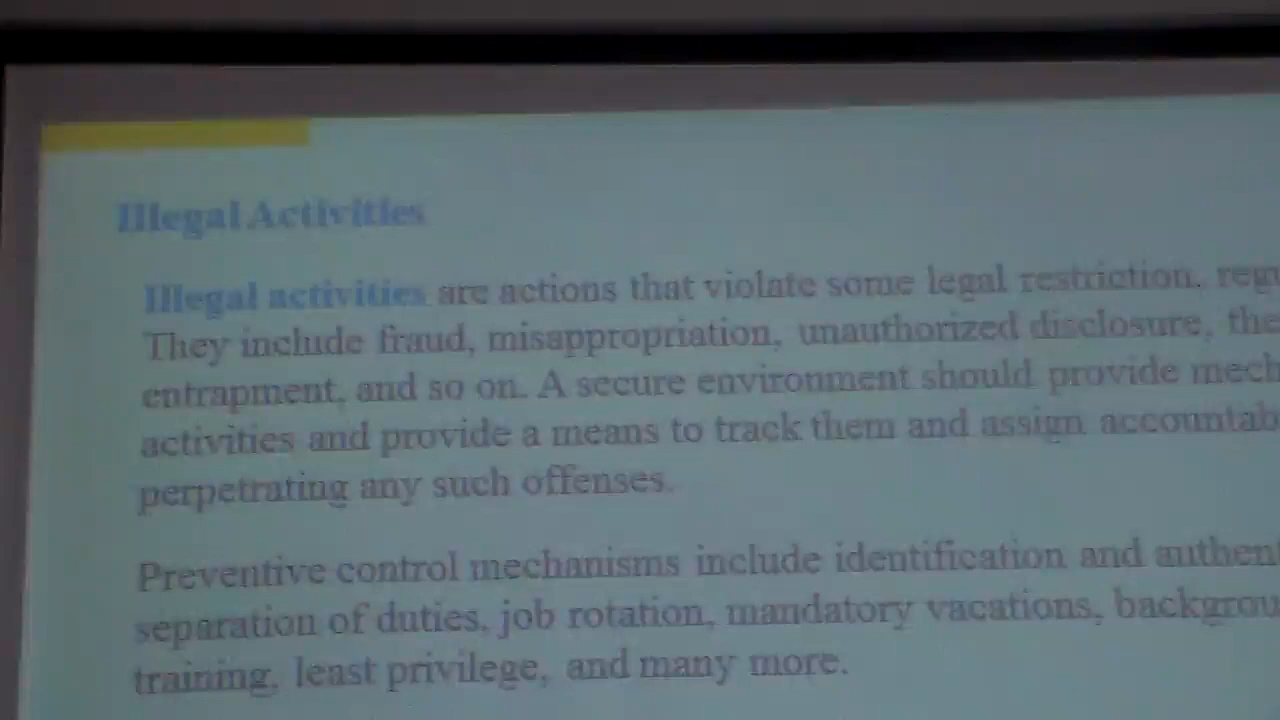 Illegal Activities
Illegal activities are actions that violate some legal restriction, regu
They include fraud, misappropriation, unauthorized disclosure, the
entrapment, and so on. A secure environment should provide mech
activities and provide a means to track them and assign accountab
perpetrating any such offenses.
Preventive control mechanisms include identification and authent
separation of duties, job rotation, mandatory vacations, backgrou
training, least privilege, and many more.